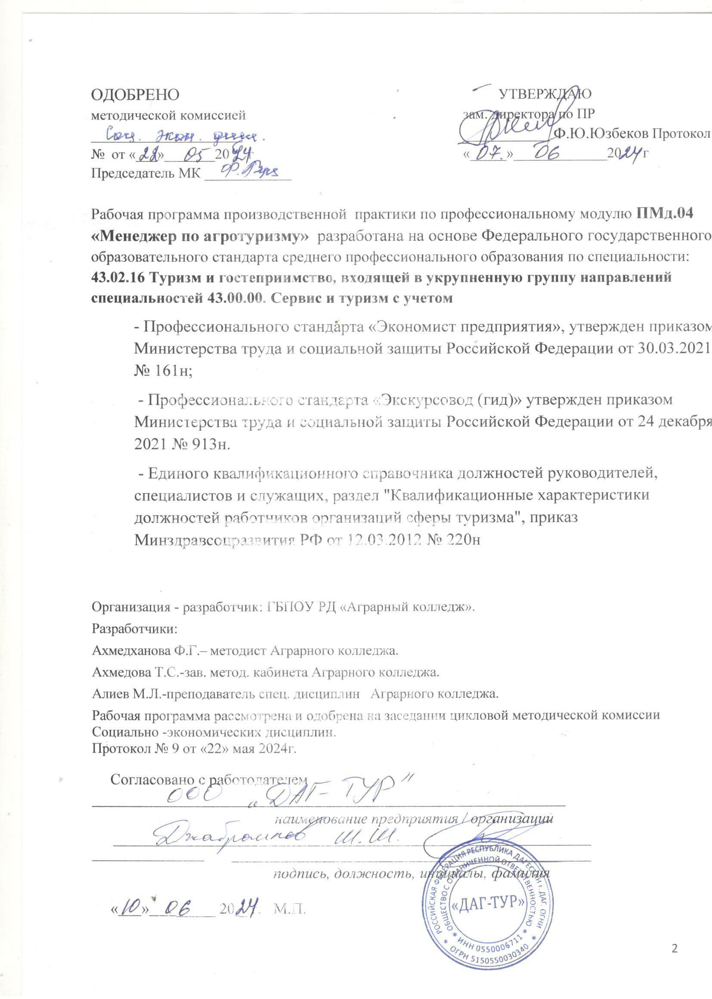 ОДОБРЕНО
методической комиссией
Соц. экон. дисц.
№ от «22» 05 2024г
Председатель МК
УТВЕРЖДАЮ
зам. директора по ПР
Ф.Ю.Юзбеков Протокол
«07.» 06 2024г
Рабочая программа производственной практики по профессиональному модулю ПМд.04
«Менеджер по агротуризму» разработана на основе Федерального государственного
образовательного стандарта среднего профессионального образования по специальности:
43.02.16 Туризм и гостеприимство, входящей в укрупненную группу направлений
специальностей 43.00.00. Сервис и туризм с учетом
- Профессионального стандарта «Экономист предприятия», утвержден приказом
Министерства труда и социальной защиты Российской Федерации от 30.03.2021
№ 161н;
- Профессионального стандарта «Экскурсовод (гид)» утвержден приказом
Министерства труда и социальной защиты Российской Федерации от 24 декабря
2021 № 913н.
- Единого квалификационного справочника должностей руководителей,
специалистов и служащих, раздел "Квалификационные характеристики
должностей работников организаций сферы туризма", приказ
Минздравсоцразвития РФ от 12.03.2012 № 220н
Организация - разработчик: ГБПОУ РД «Аграрный колледж».
Разработчики:
Ахмедханова Ф.Г.– методист Аграрного колледжа.
Ахмедова Т.С.-зав. метод. кабинета Аграрного колледжа.
Алиев М.Л.-преподаватель спец. дисциплин Аграрного колледжа.
Рабочая программа рассмотрена и одобрена на заседании цикловой методической комиссии
Социально -экономических дисциплин.
Протокол № 9 от «22» мая 2024г.
Согласовано с работодателем
ООО „ДАГ-ТУР"
наименование предприятия / организации
Джабраилов Ш.Ш.
подпись, должность, инициалы, фамилия
«10» 06 2024г. М.П.
РОССИЙСКАЯ ФЕДЕРАЦИЯ РЕСПУБЛИКА ДАГЕСТАН г. ДАГ. ОГНИ
ОБЩЕСТВО С ОГРАНИЧЕННОЙ ОТВЕТСТВЕННОСТЬЮ
«ДАГ-ТУР»
* ИНН 0550006711 *
* ОГРН 5150550030340 *
2